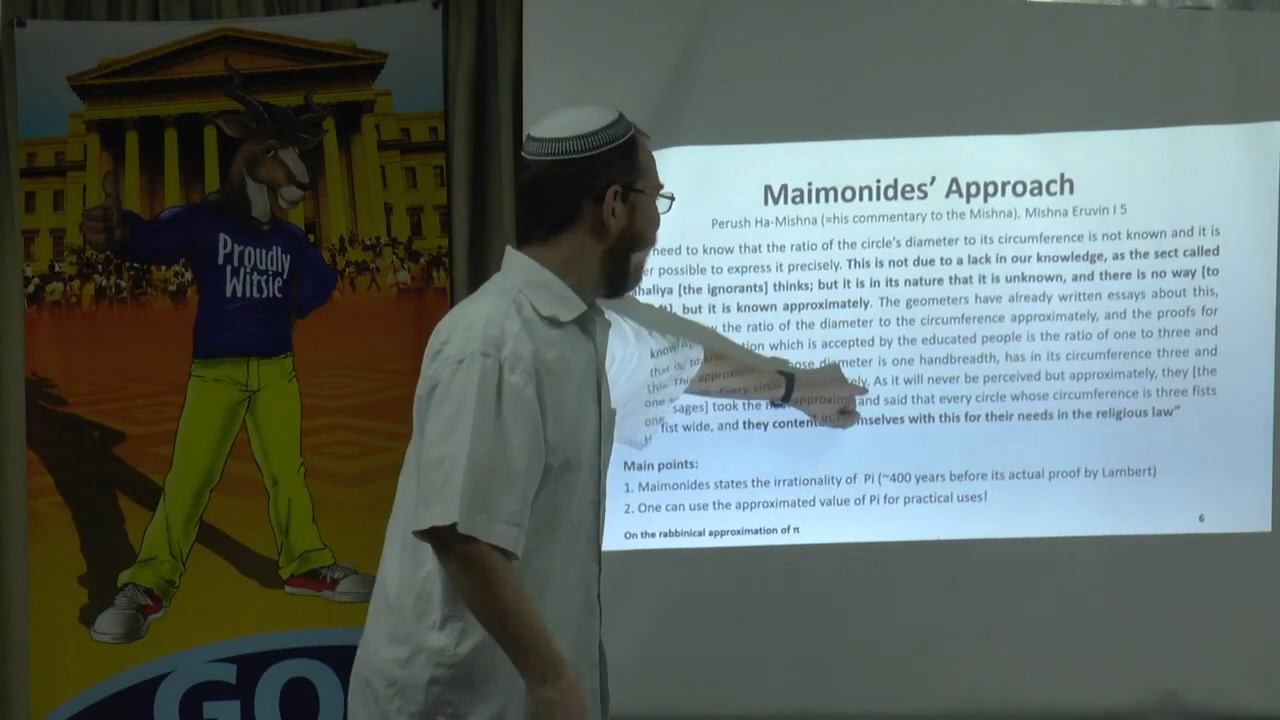 Proudly
Witsie
GO
Maimonides' Approach
Perush Ha-Mishna (=his commentary to the Mishna), Mishna Eruvin I 5
need to know that the ratio of the circle's diameter to its circumference is not known and it is
er possible to express it precisely. This is not due to a lack in our knowledge, as the sect called
haliya [the ignorants] thinks; but it is in its nature that it is unknown, and there is no way [to
but it is known approximately. The geometers have already written essays about this,
the ratio of the diameter to the circumference approximately, and the proofs for
tion which is accepted by the educated people is the ratio of one to three and
ose diameter is one handbreadth, has in its circumference three and
ely. As it will never be perceived but approximately, they [the
sages] took the and said that every circle whose circumference is three fists
fist wide, and they content mselves with this for their needs in the religious law"
Main points:
1. Maimonides states the irrationality of Pi (~400 years before its actual proof by Lambert)
2. One can use the approximated value of Pi for practical uses!
On the rabbinical approximation of π
6